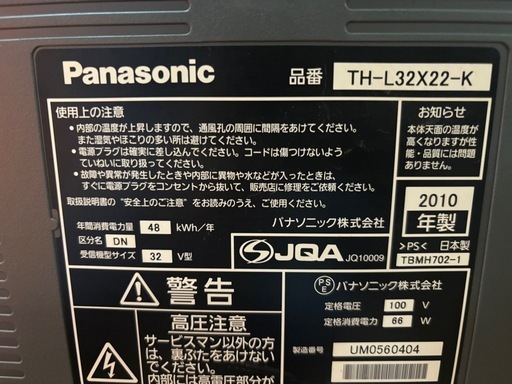 Panasonic 品番 TH-L32X22-K
使用上の注意
• 内部の温度が上昇しますので、通風孔の周囲に間隔をあけてください。
また湿気やほこりの多い所は避けてください。
• 電源プラグは確実に差し込んでください。コードは傷つけないよう
ていねいに取り扱ってください。
• 故障や異常が発生したときや内部に異物や水などが入ったときは、
すぐに電源プラグをコンセントから抜いて、販売店に修理をご依頼ください。
取扱説明書の“安全上のご注意”をお読みのうえ、ご使用ください。
パナソニック株式会社
お知らせ
本体天面の温度が
高くなりますが性
能・品質には問題
ありません。
2010
年製
>PS< 日本製
TBMH702-1
年間消費電力量 48 kWh/年
区分名 DN
受信機型サイズ 32 V型
JQA JQ10009
警告
高圧注意
サービスマン以外の方
は、裏ぶたをあけない
ください。
内部には高電圧部分が
PSE パナソニック株式会社
定格電圧 100 V
定格消費電力 66 W
製造番号 UM0560404